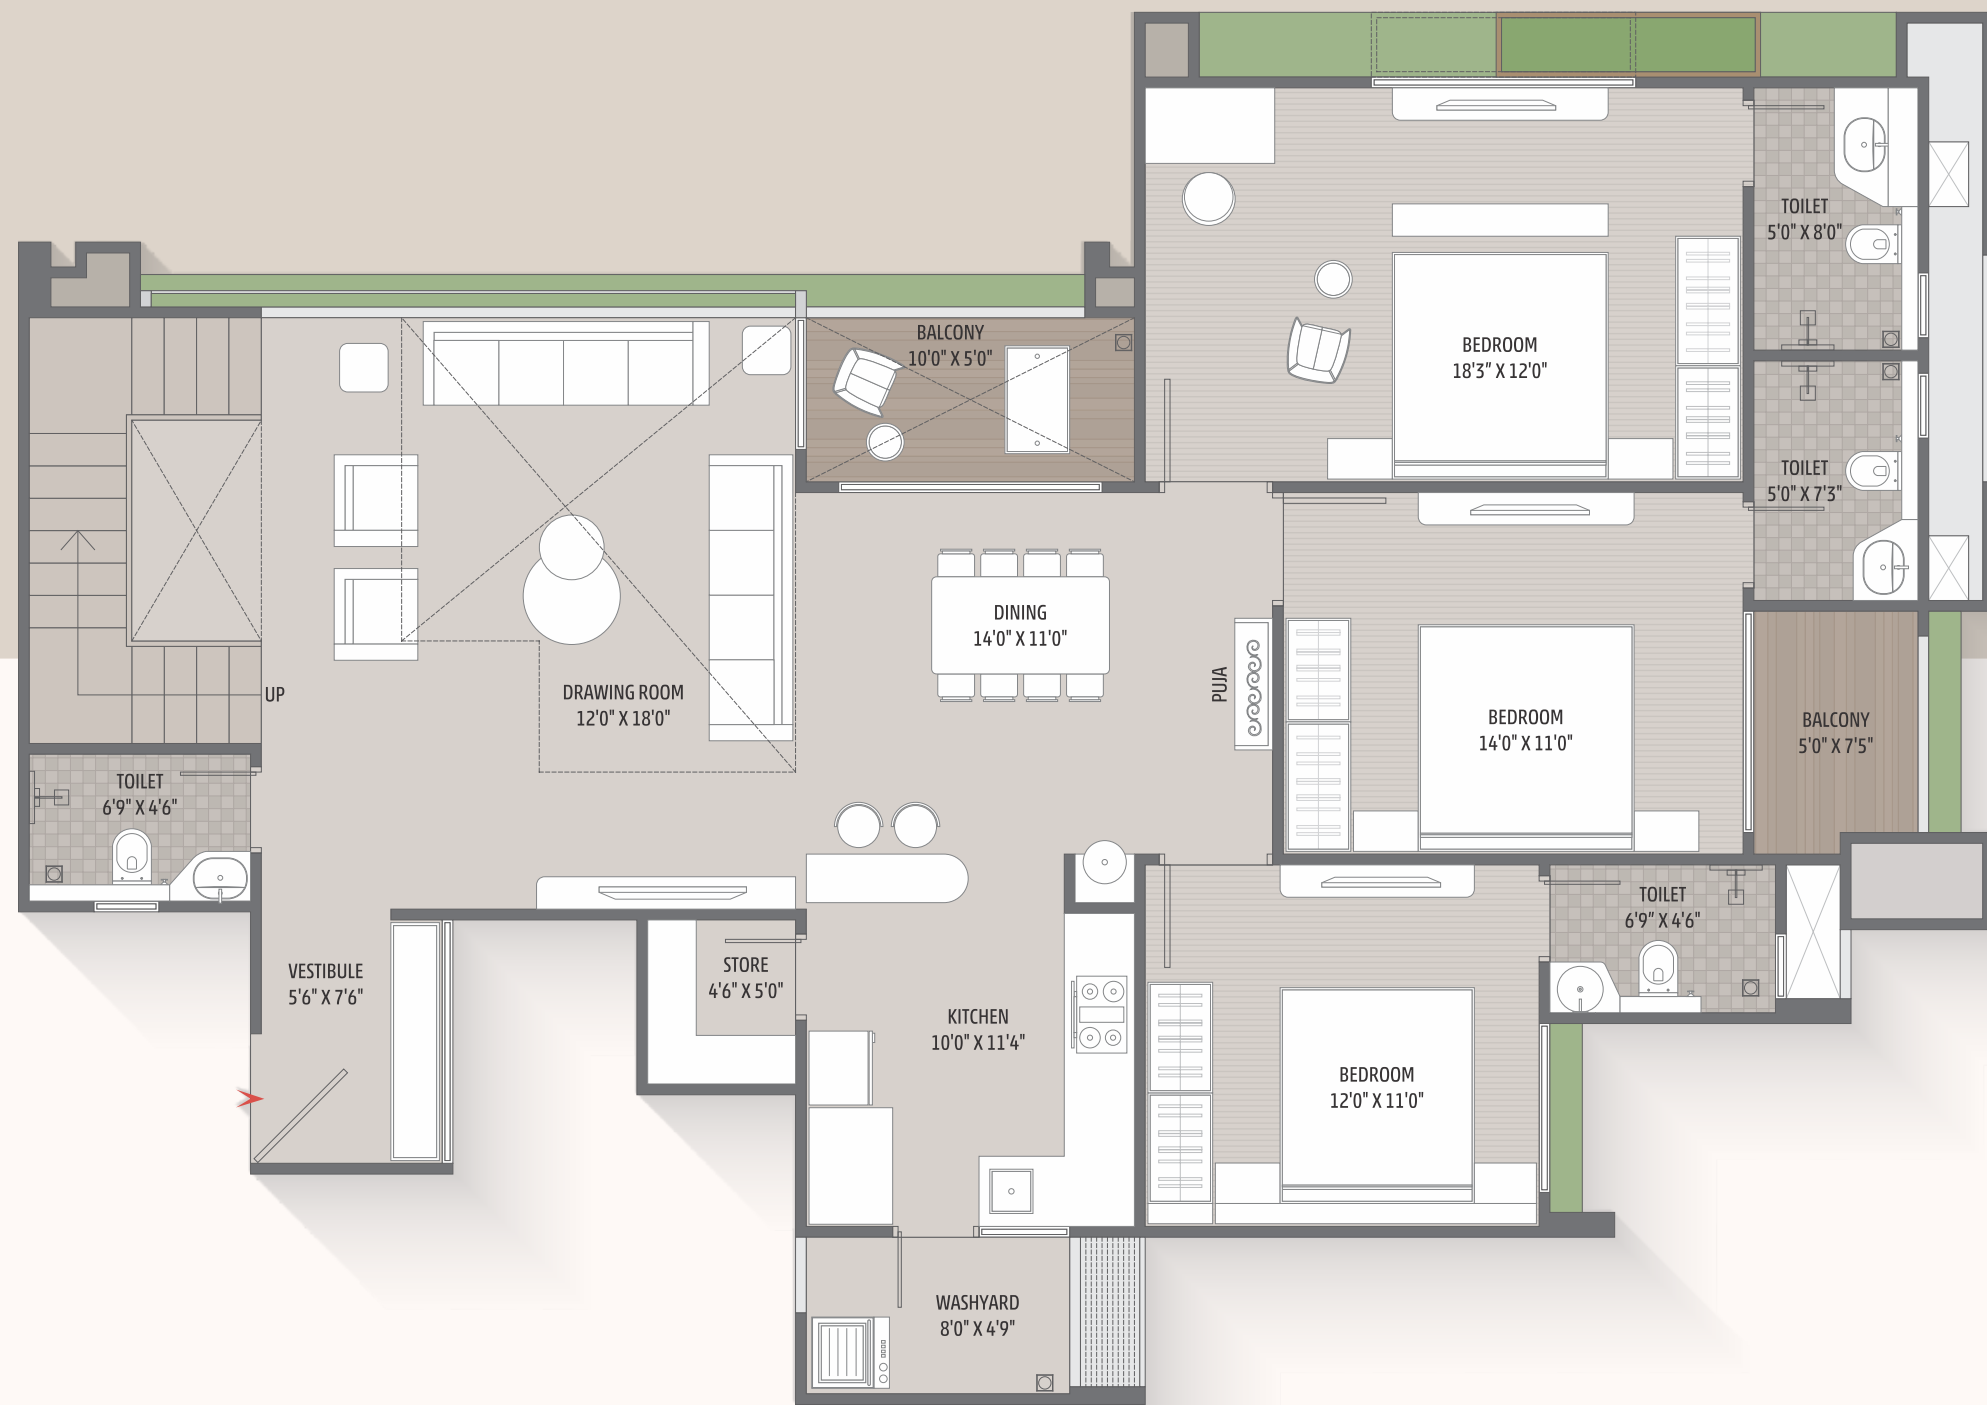 TOILET
5'0" X 8'0"
BALCONY
10'0" X 5'0"
BEDROOM
18'3" X 12'0"
TOILET
5'0" X 7'3"
DINING
14'0" X 11'0"
PUJA
UP
DRAWING ROOM
12'0" X 18'0"
BEDROOM
14'0" X 11'0"
BALCONY
5'0" X 7'5"
TOILET
6'9" X 4'6"
TOILET
6'9" X 4'6"
VESTIBULE
5'6" X 7'6"
STORE
4'6" X 5'0"
KITCHEN
10'0" X 11'4"
BEDROOM
12'0" X 11'0"
WASHYARD
8'0" X 4'9"